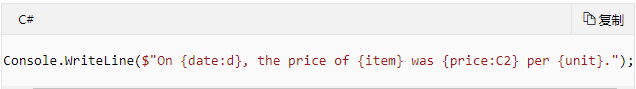 C# 复制
Console.WriteLine($"On {date:d}, the price of {item} was {price:C2} per {unit}.");